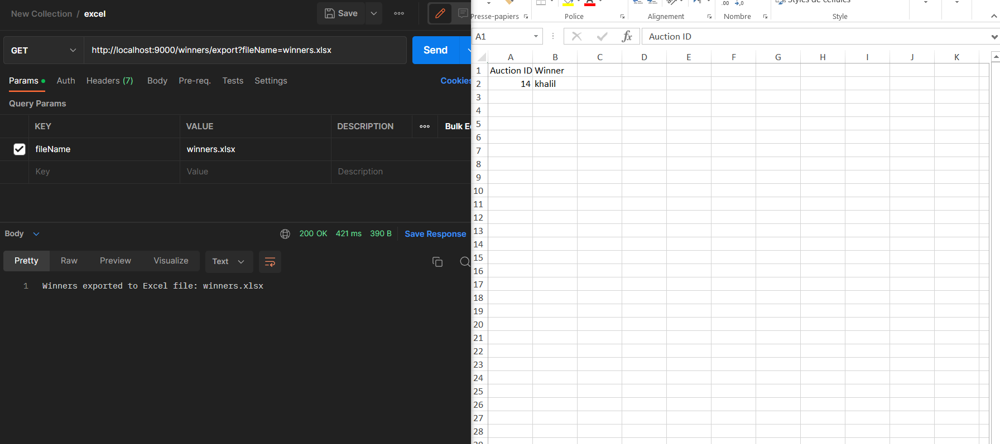 New Collection / excel
Save
GET
http://localhost:9000/winners/export?fileName=winners.xlsx
Send
Params Auth Headers (7) Body Pre-req. Tests Settings
Cookies
Query Params
KEY VALUE DESCRIPTION Bulk
fileName winners.xlsx
Key Value Description
Body
200 OK 421 ms 390 B Save Response
Pretty Raw Preview Visualize Text
1 Winners exported to Excel file: winners.xlsx
Styles de cellules
Presse-papiers Police Alignement Nombre Style
A1 fx Auction ID
A B C D E F G H I J K
1 Auction ID Winner
2 14 khalil
3
4
5
6
7
8
9
10
11
12
13
14
15
16
17
18
19
20
21
22
23
24
25
26
27
28